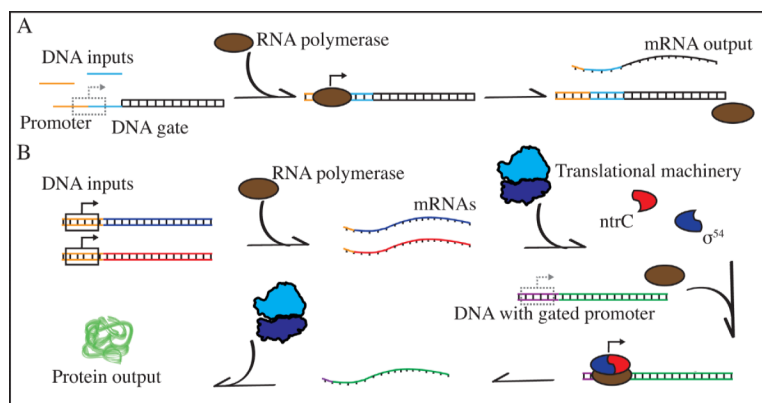 A
DNA inputs
RNA polymerase
mRNA output
Promoter
DNA gate
B
DNA inputs
RNA polymerase
mRNAs
Translational machinery
ntrC
σ⁵⁴
DNA with gated promoter
Protein output